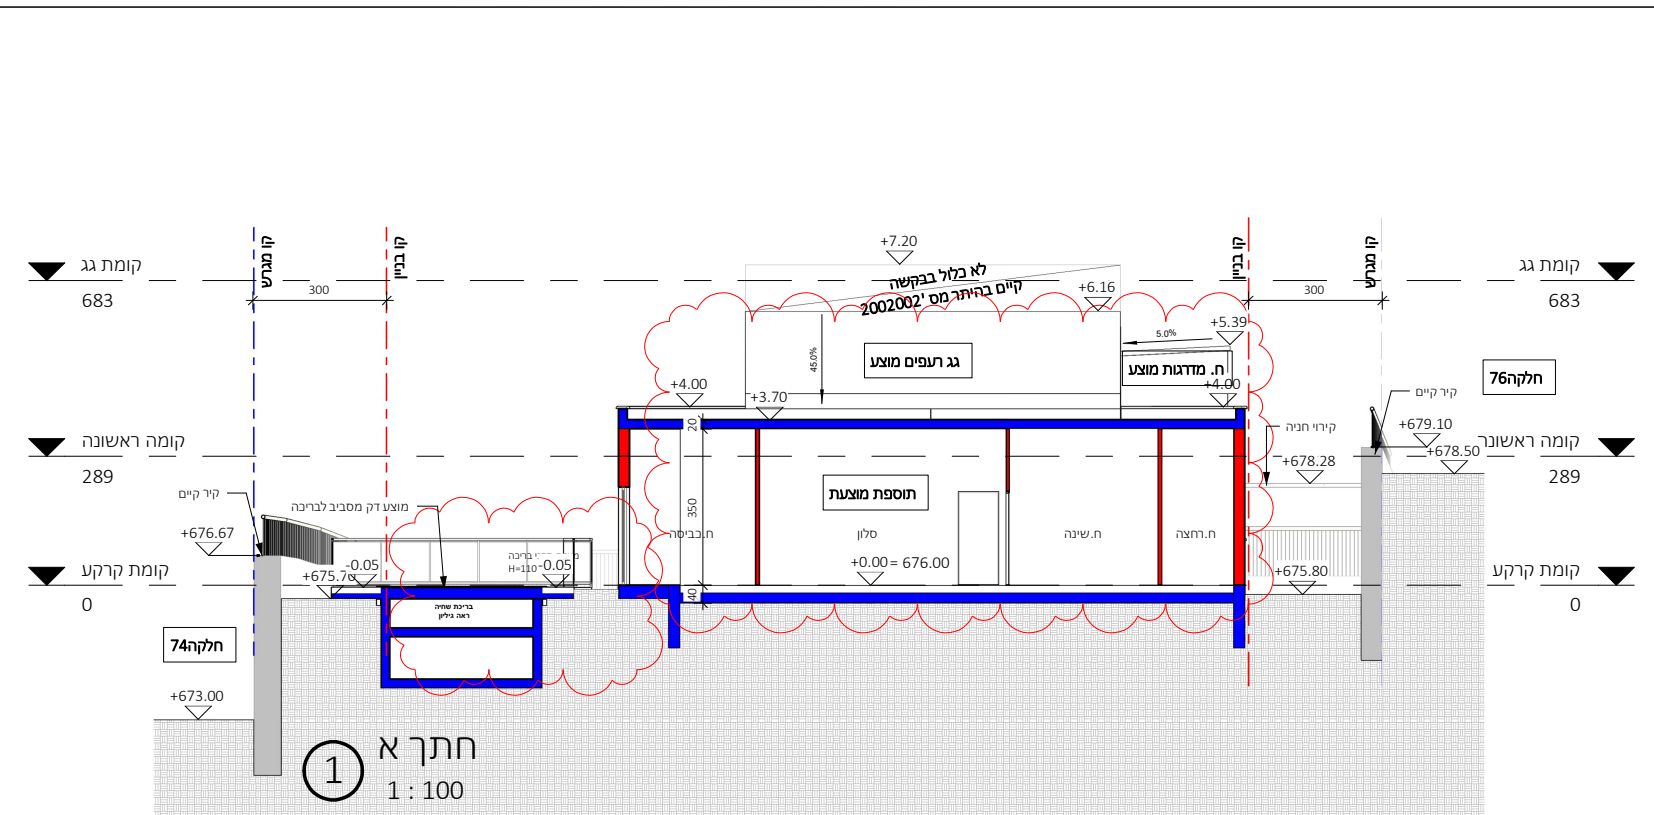 קו מגרש
קו בניין
קו בניין
קו מגרש
+7.20
קומת גג
683
קומת גג
683
300
300
לא כלול בבקשה
קיים בהיתר מס '2002002
+6.16
+5.39
5.0%
45.0%
גג רעפים מוצע
ח. מדרגות מוצע
חלקה76
קיר קיים
+4.00
+4.00
+3.70
20
קומה ראשונה
289
קומה ראשונה
289
קירוי חניה
+679.10
+678.50
+678.28
קיר קיים
מוצע דק מסביב לבריכה
תוספת מוצעת
350
+676.67
ח.כביסה
סלון
ח.שינה
ח.רחצה
בריכה
H=110
-0.05
-0.05
+0.00 = 676.00
+675.70
+675.80
קומת קרקע
0
קומת קרקע
0
40
בריכת שחיה
ראה גיליון
חלקה74
+673.00
1
חתך א
1 : 100